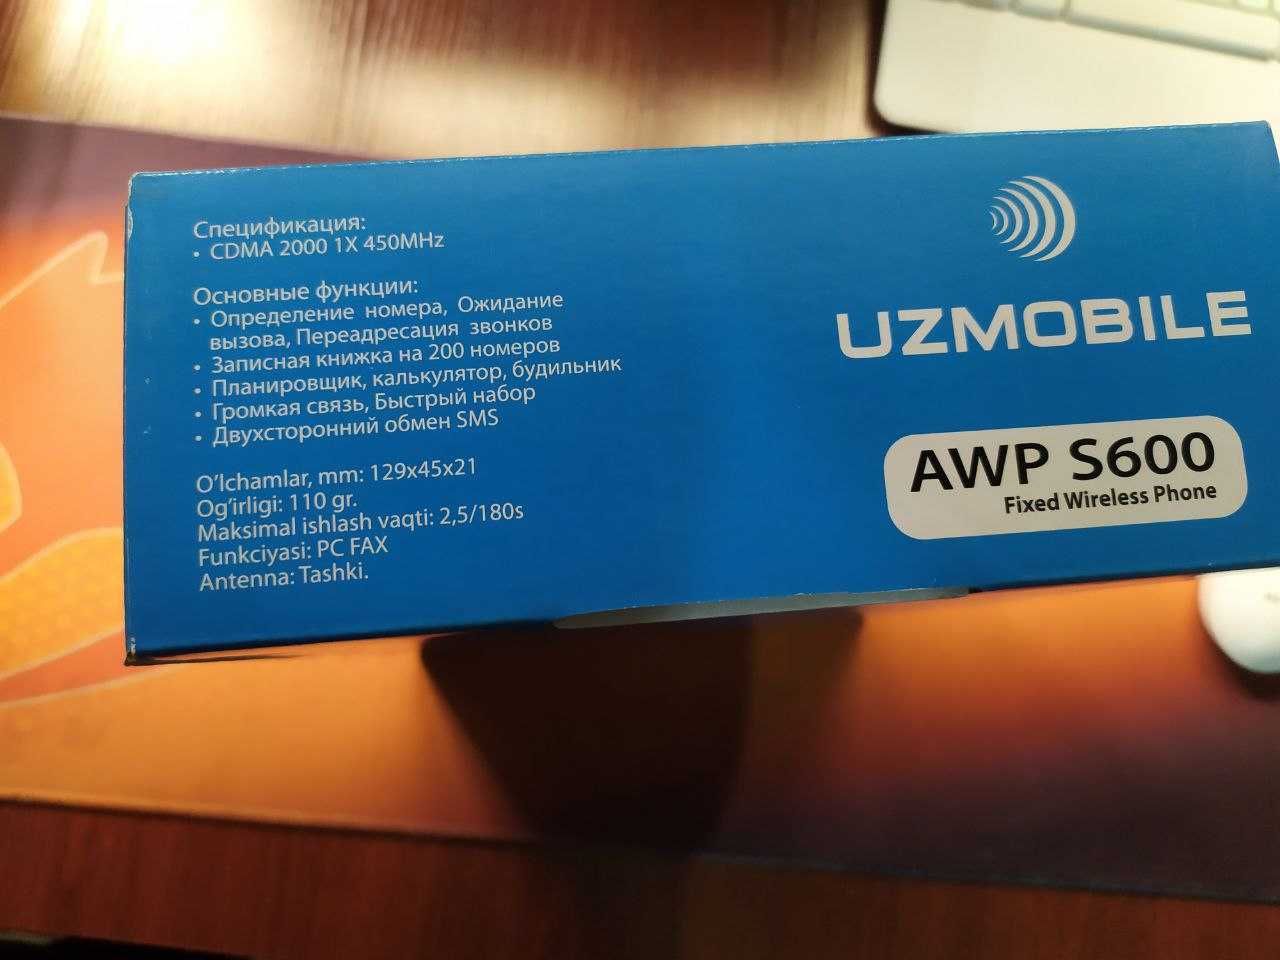 Спецификация:
• CDMA 2000 1X 450MHz
Основные функции:
• Определение номера, Ожидание
вызова, Переадресация звонков
• Записная книжка на 200 номеров
• Планировщик, калькулятор, будильник
• Громкая связь, Быстрый набор
• Двухсторонний обмен SMS
O'lchamlar, mm: 129x45x21
Og'irligi: 110 gr.
Maksimal ishlash vaqti: 2,5/180s
Funkciyasi: PC FAX
Antenna: Tashki.
UZMOBILE
AWP S600
Fixed Wireless Phone